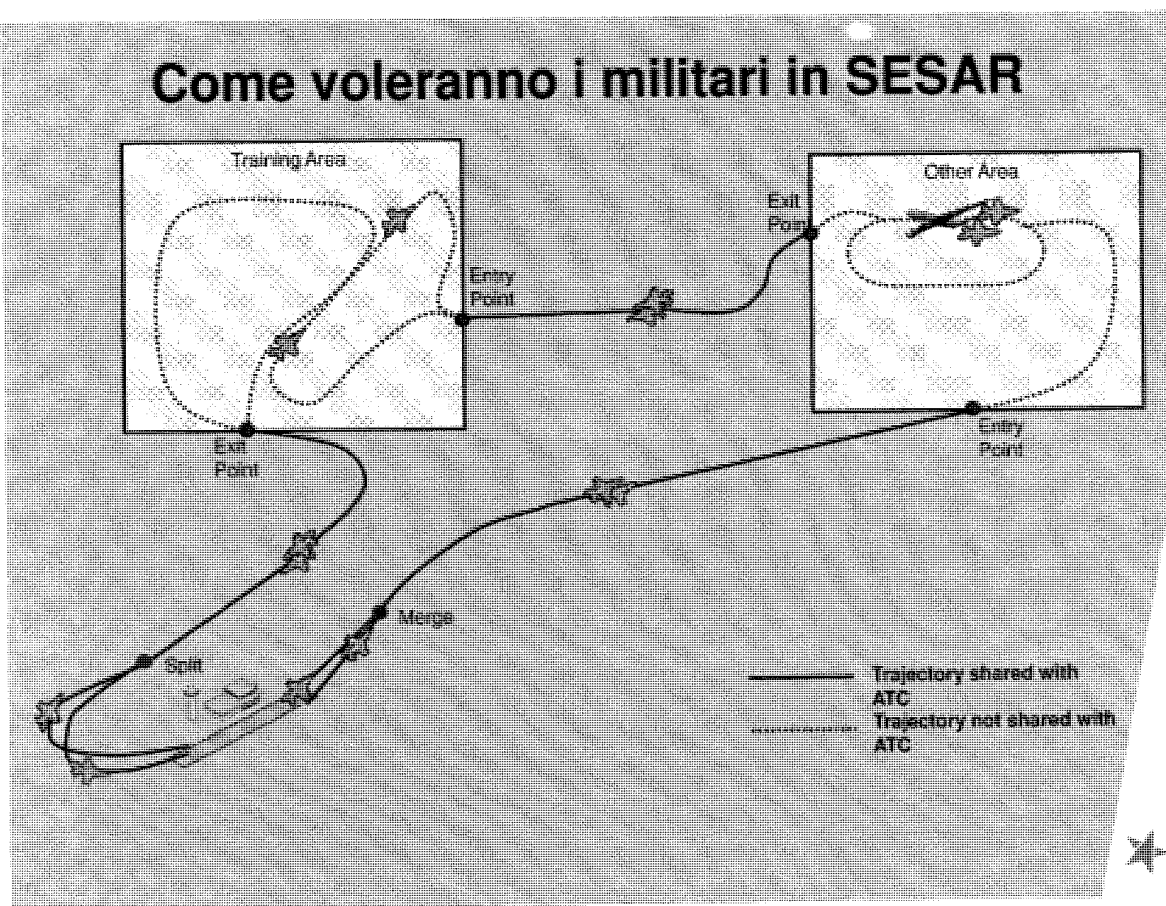 Come voleranno i militari in SESAR
Training Area
Other Area
Exit
Point
Entry
Point
Exit
Point
Entry
Point
Merge
Split
Trajectory shared with
ATC
Trajectory not shared with
ATC